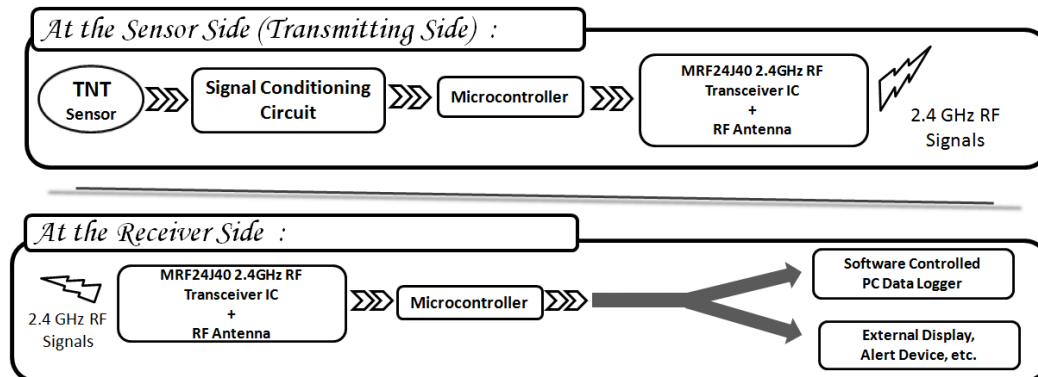 At the Sensor Side (Transmitting Side) :
TNT
Sensor
Signal Conditioning
Circuit
Microcontroller
MRF24J40 2.4GHz RF
Transceiver IC
+
RF Antenna
2.4 GHz RF
Signals
At the Receiver Side :
2.4 GHz RF
Signals
MRF24J40 2.4GHz RF
Transceiver IC
+
RF Antenna
Microcontroller
Software Controlled
PC Data Logger
External Display,
Alert Device, etc.